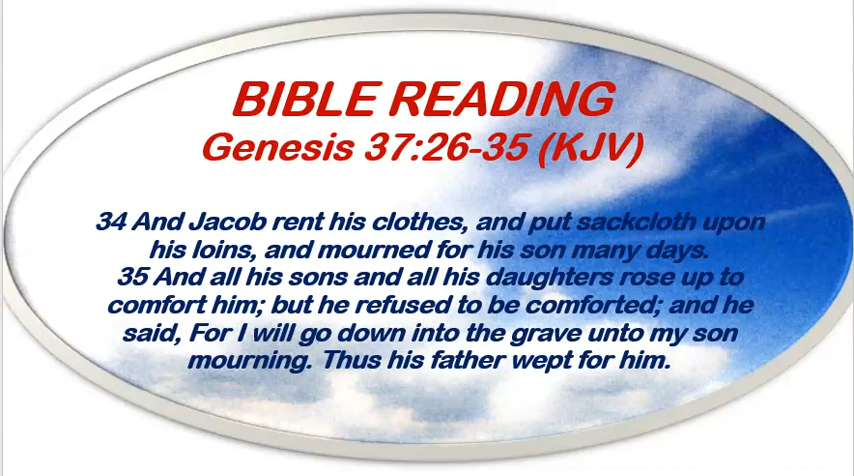 BIBLE READING
Genesis 37:26-35 (KJV)
34 And Jacob rent his clothes, and put sackcloth upon
his loins, and mourned for his son many days.
35 And all his sons and all his daughters rose up to
comfort him; but he refused to be comforted; and he
said, For I will go down into the grave unto my son
mourning. Thus his father wept for him.